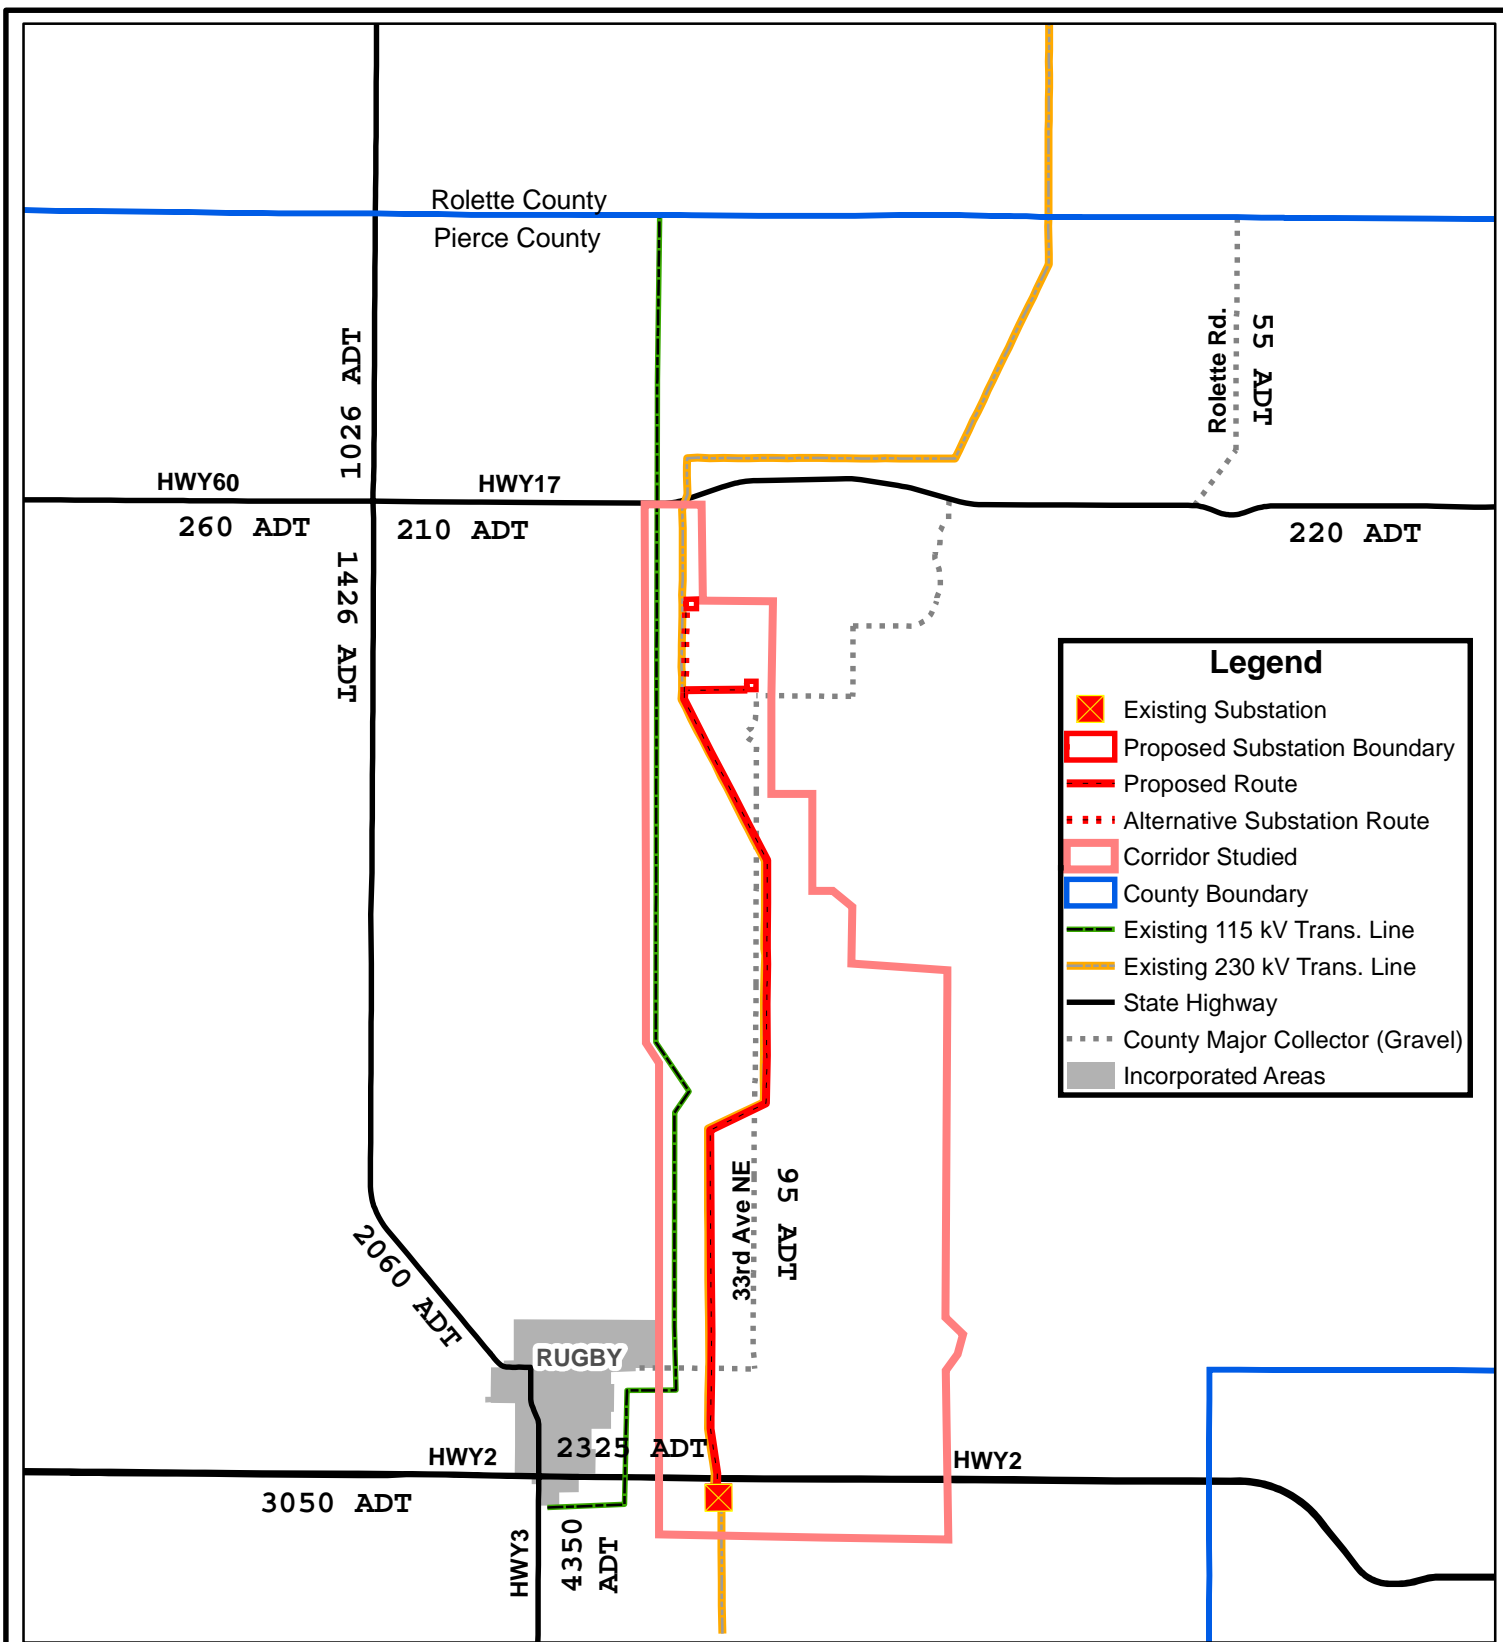 Rolette County
Pierce County
1026 ADT
Rolette Rd.
55 ADT
HWY60
HWY17
260 ADT
210 ADT
220 ADT
1426 ADT
Legend
Existing Substation
Proposed Substation Boundary
Proposed Route
Alternative Substation Route
Corridor Studied
County Boundary
Existing 115 kV Trans. Line
Existing 230 kV Trans. Line
State Highway
County Major Collector (Gravel)
Incorporated Areas
33rd Ave NE
95 ADT
2060 ADT
RUGBY
2325 ADT
HWY2
HWY2
3050 ADT
HWY3
4350
ADT